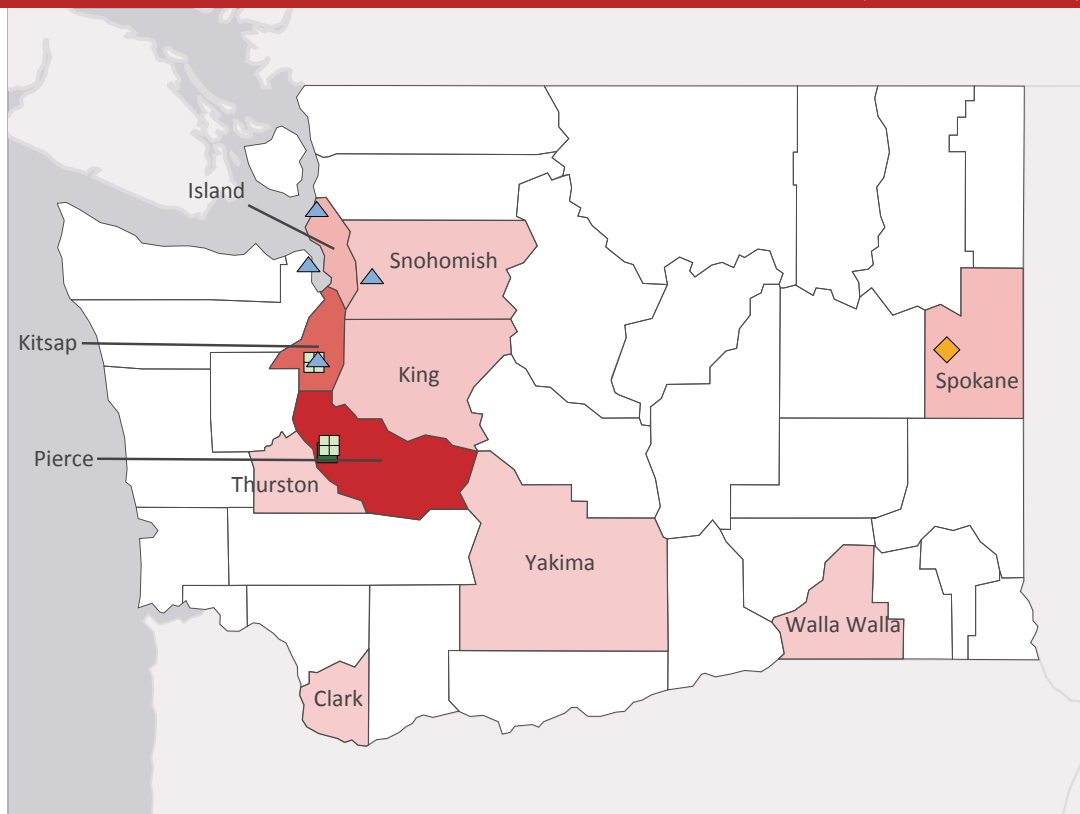 Island
Snohomish
Kitsap
King
Spokane
Pierce
Thurston
Yakima
Walla Walla
Clark